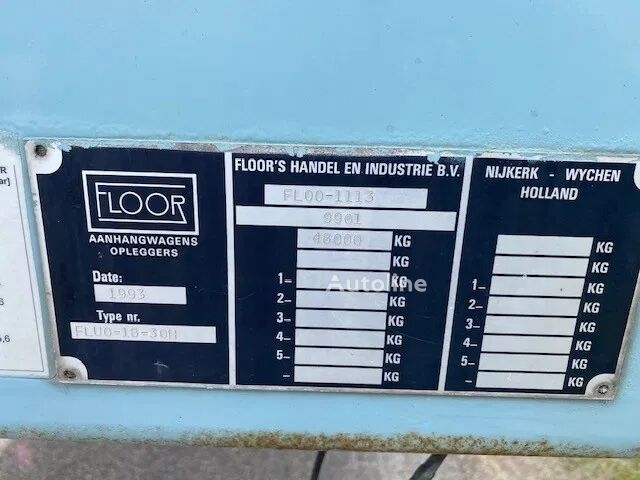 FLOOR
AANHANGWAGENS
OPLEGGERS
Date:
1993
Type nr.
FLUO-18-30H
FLOOR'S HANDEL EN INDUSTRIE B.V.
FLOO-1113
9901
48000 KG
KG
1– KG
2– KG
3– KG
4– KG
5– KG
– KG
NIJKERK - WYCHEN
HOLLAND
KG
KG
1– KG
2– KG
3– KG
4– KG
5– KG
– KG
Autoline